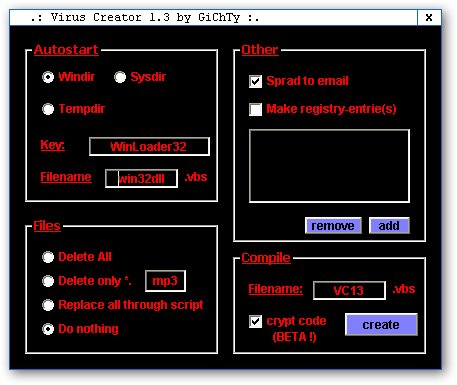 .: Virus Creator 1.3 by GiChTy :. x
Autostart
Windir Sysdir
Tempdir
Key: WinLoader32
Filename win32dll .vbs
Files
Delete All
Delete only *. mp3
Replace all through script
Do nothing
Other
Sprad to email
Make registry-entrie(s)
remove add
Compile
Filename: VC13 .vbs
crypt code
(BETA !)
create